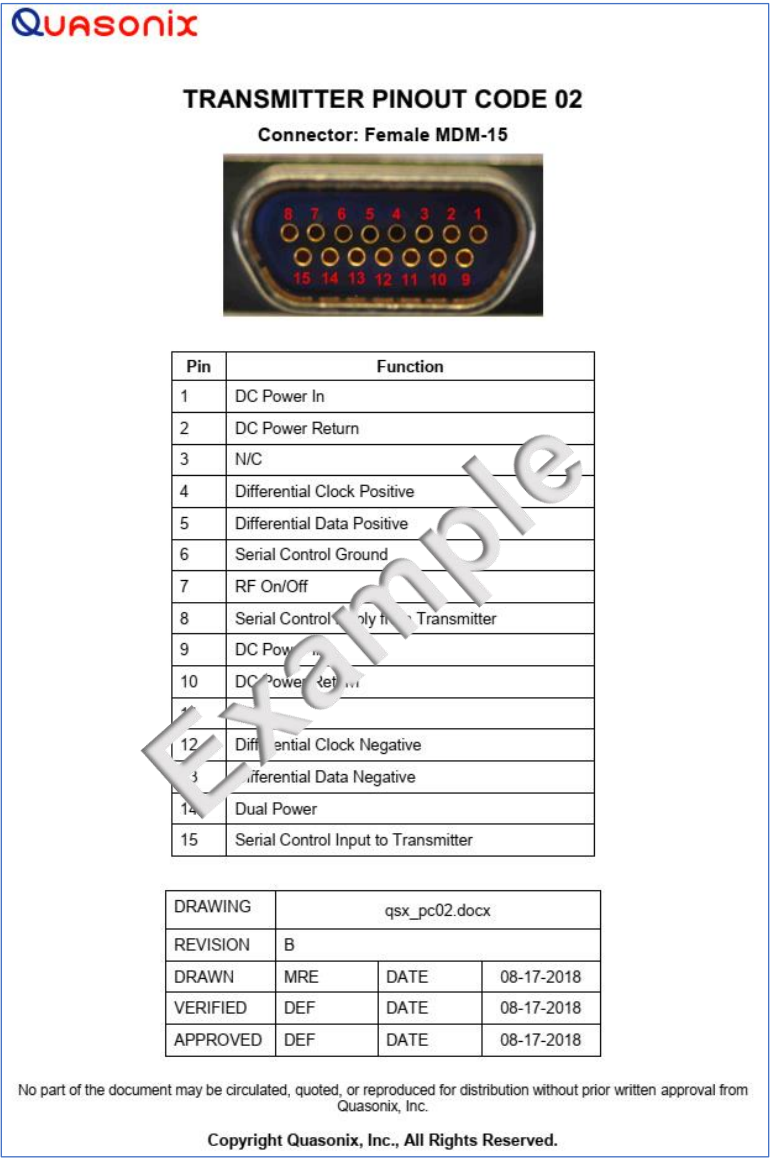 Quasonix
TRANSMITTER PINOUT CODE 02
Connector: Female MDM-15
8 7 6 5 4 3 2 1
15 14 13 12 11 10 9
Pin Function
1 DC Power In
2 DC Power Return
3 N/C
4 Differential Clock Positive
5 Differential Data Positive
6 Serial Control Ground
7 RF On/Off
8 Serial Control Transmitter
9 DC
10 DC Power
12 Differential Clock Negative
Differential Data Negative
14 Dual Power
15 Serial Control Input to Transmitter
Example
DRAWING qsx_pc02.docx
REVISION B
DRAWN MRE DATE 08-17-2018
VERIFIED DEF DATE 08-17-2018
APPROVED DEF DATE 08-17-2018
No part of the document may be circulated, quoted, or reproduced for distribution without prior written approval from
Quasonix, Inc.
Copyright Quasonix, Inc., All Rights Reserved.